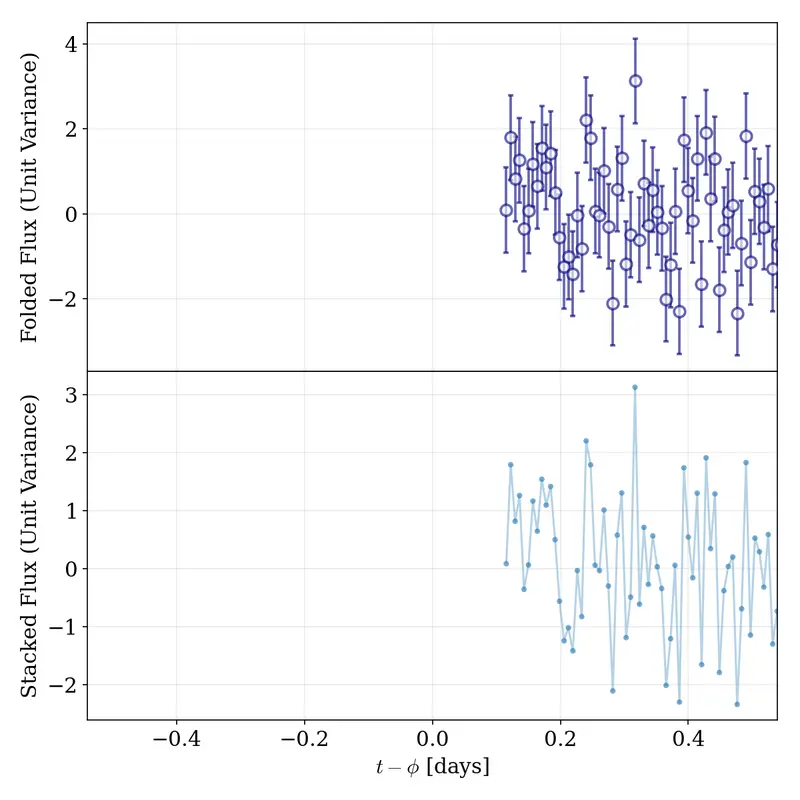 Folded Flux (Unit Variance)
4
2
0
−2
Stacked Flux (Unit Variance)
3
2
1
0
−1
−2
−0.4 −0.2 0.0 0.2 0.4
t − ϕ [days]